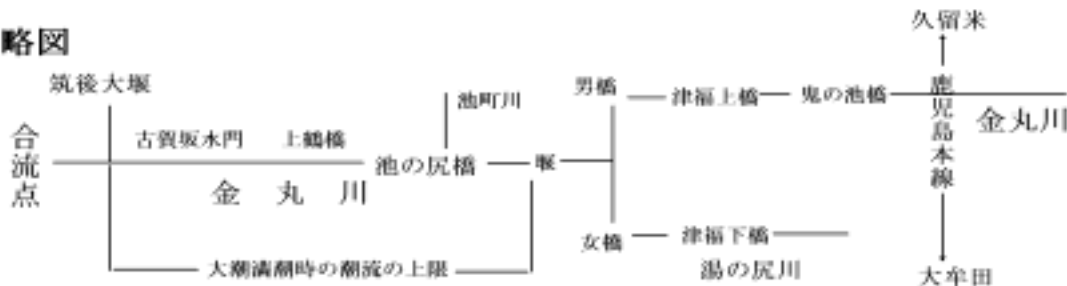 略図
久留米
筑後大堰
池町川
男橋
津福上橋
鬼の池橋
鹿児島本線
金丸川
合流点
古賀坂水門
上鶴橋
池の尻橋
堰
金丸川
女橋
津福下橋
湯の尻川
大潮満潮時の潮流の上限
大牟田